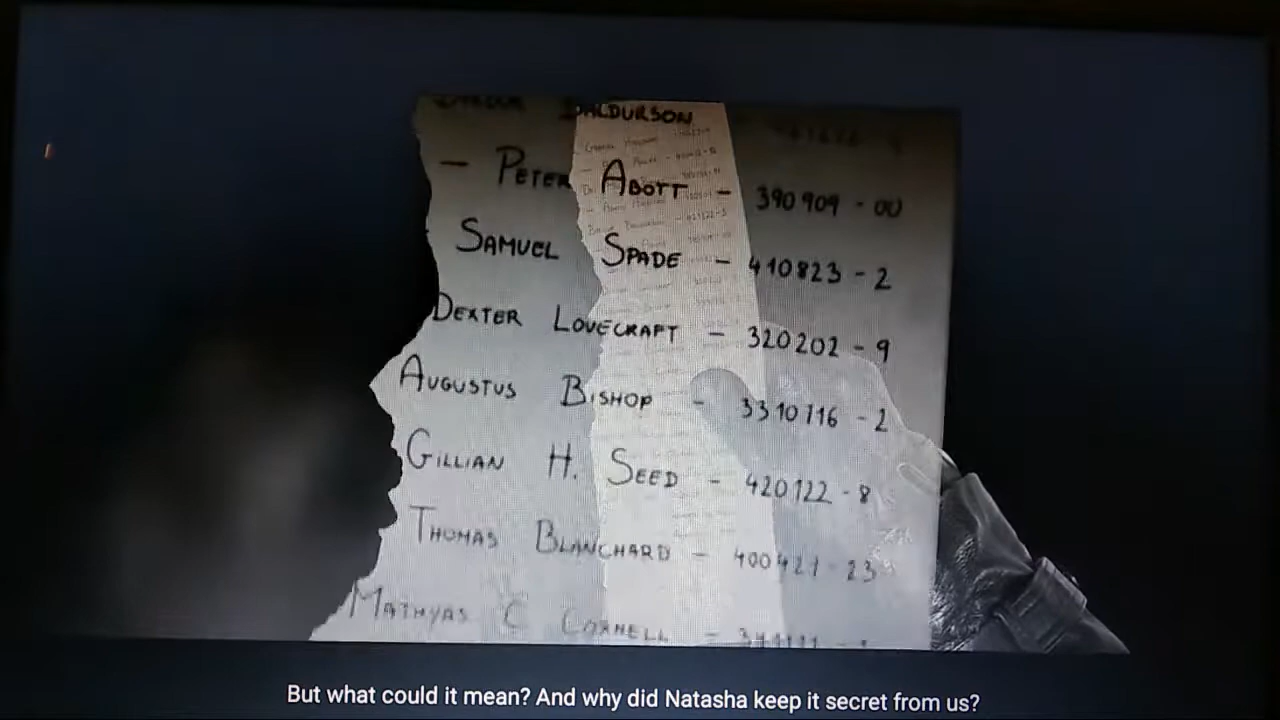 BALDURSON
– PETER ABOTT – 390909 - 00
SAMUEL SPADE – 410823 - 2
DEXTER LOVECRAFT – 320202 - 9
AUGUSTUS BISHOP – 3310716 - 2
GILLIAN H. SEED – 420122 - 8
THOMAS BLANCHARD – 400421 - 23
MATHYAS C CORNELL –
But what could it mean? And why did Natasha keep it secret from us?